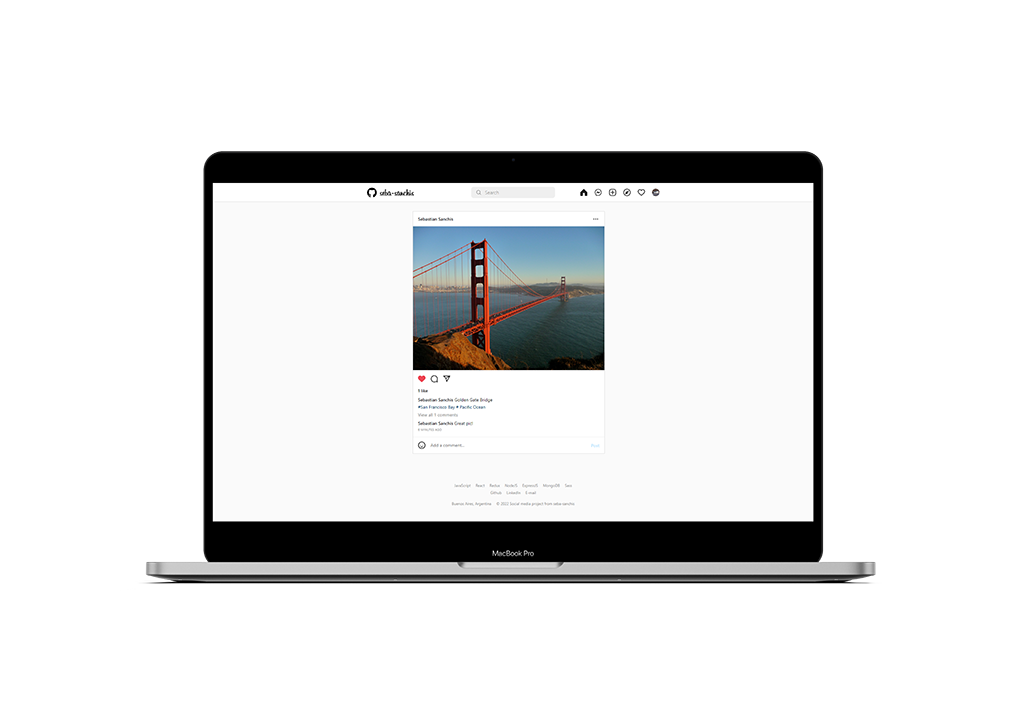 seba-sanchis
Search
Sebastian Sanchis
1 like
Sebastian Sanchis Golden Gate Bridge
#San Francisco Bay # Pacific Ocean
View all 1 comments
Sebastian Sanchis Great pic!
Add a comment...
Post
JavaScript React Redux NodeJS ExpressJS MongoDB Sass
Github LinkedIn E-mail
Buenos Aires, Argentina © 2022 Social media project from seba-sanchis
MacBook Pro